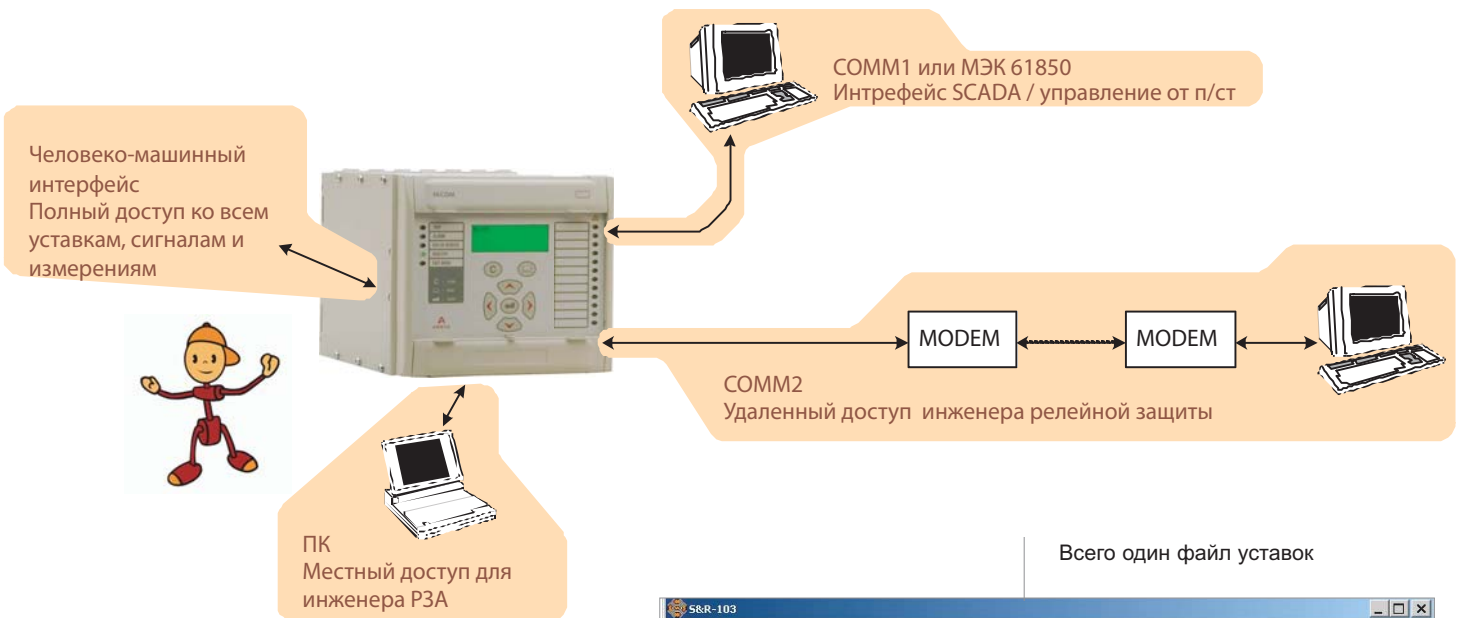 COMM1 или МЭК 61850
Интрефейс SCADA / управление от п/ст
Человеко-машинный
интерфейс
Полный доступ ко всем
уставкам, сигналам и
измерениям
MODEM
MODEM
COMM2
Удаленный доступ инженера релейной защиты
ПК
Местный доступ для
инженера РЗА
Всего один файл уставок
S&R-103